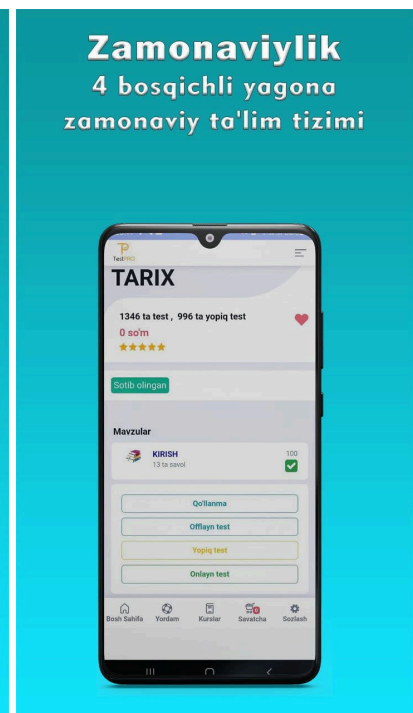 Zamonaviylik
4 bosqichli yagona
zamonaviy ta'lim tizimi
TestPRO
TARIX
1346 ta test , 996 ta yopiq test
0 so'm
Sotib olingan
Mavzular
KIRISH
100
13 ta savol
Qo'llanma
Offlayn test
Yopiq test
Onlayn test
Bosh Sahifa Yordam Kurslar Savatcha Sozlash
0